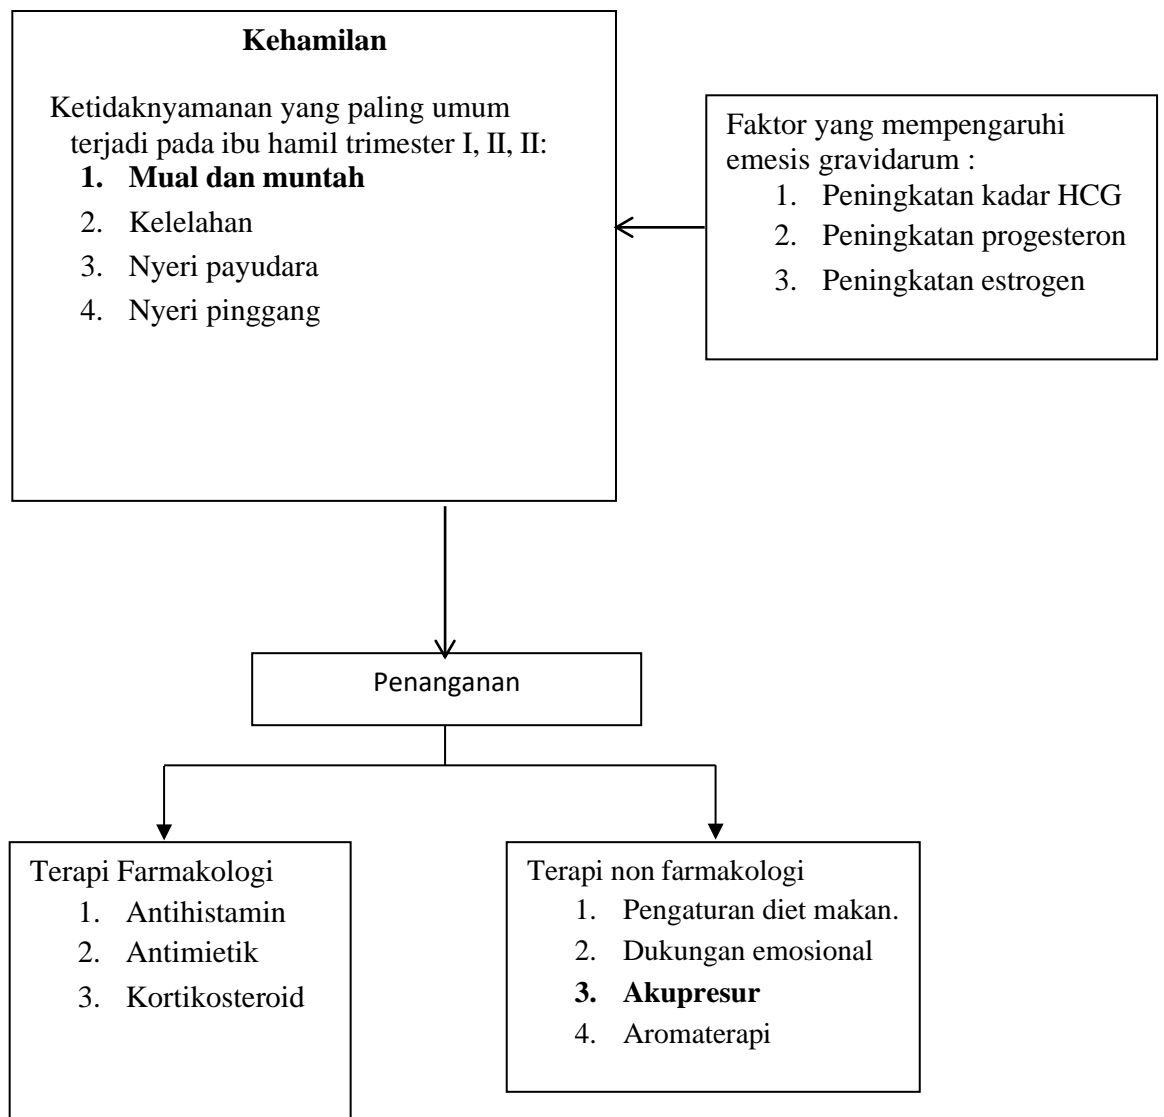 Kehamilan
Ketidaknyamanan yang paling umum
terjadi pada ibu hamil trimester I, II, II:
1. Mual dan muntah
2. Kelelahan
3. Nyeri payudara
4. Nyeri pinggang
Faktor yang mempengaruhi
emesis gravidarum :
1. Peningkatan kadar HCG
2. Peningkatan progesteron
3. Peningkatan estrogen
Penanganan
Terapi Farmakologi
1. Antihistamin
2. Antimietik
3. Kortikosteroid
Terapi non farmakologi
1. Pengaturan diet makan.
2. Dukungan emosional
3. Akupresur
4. Aromaterapi